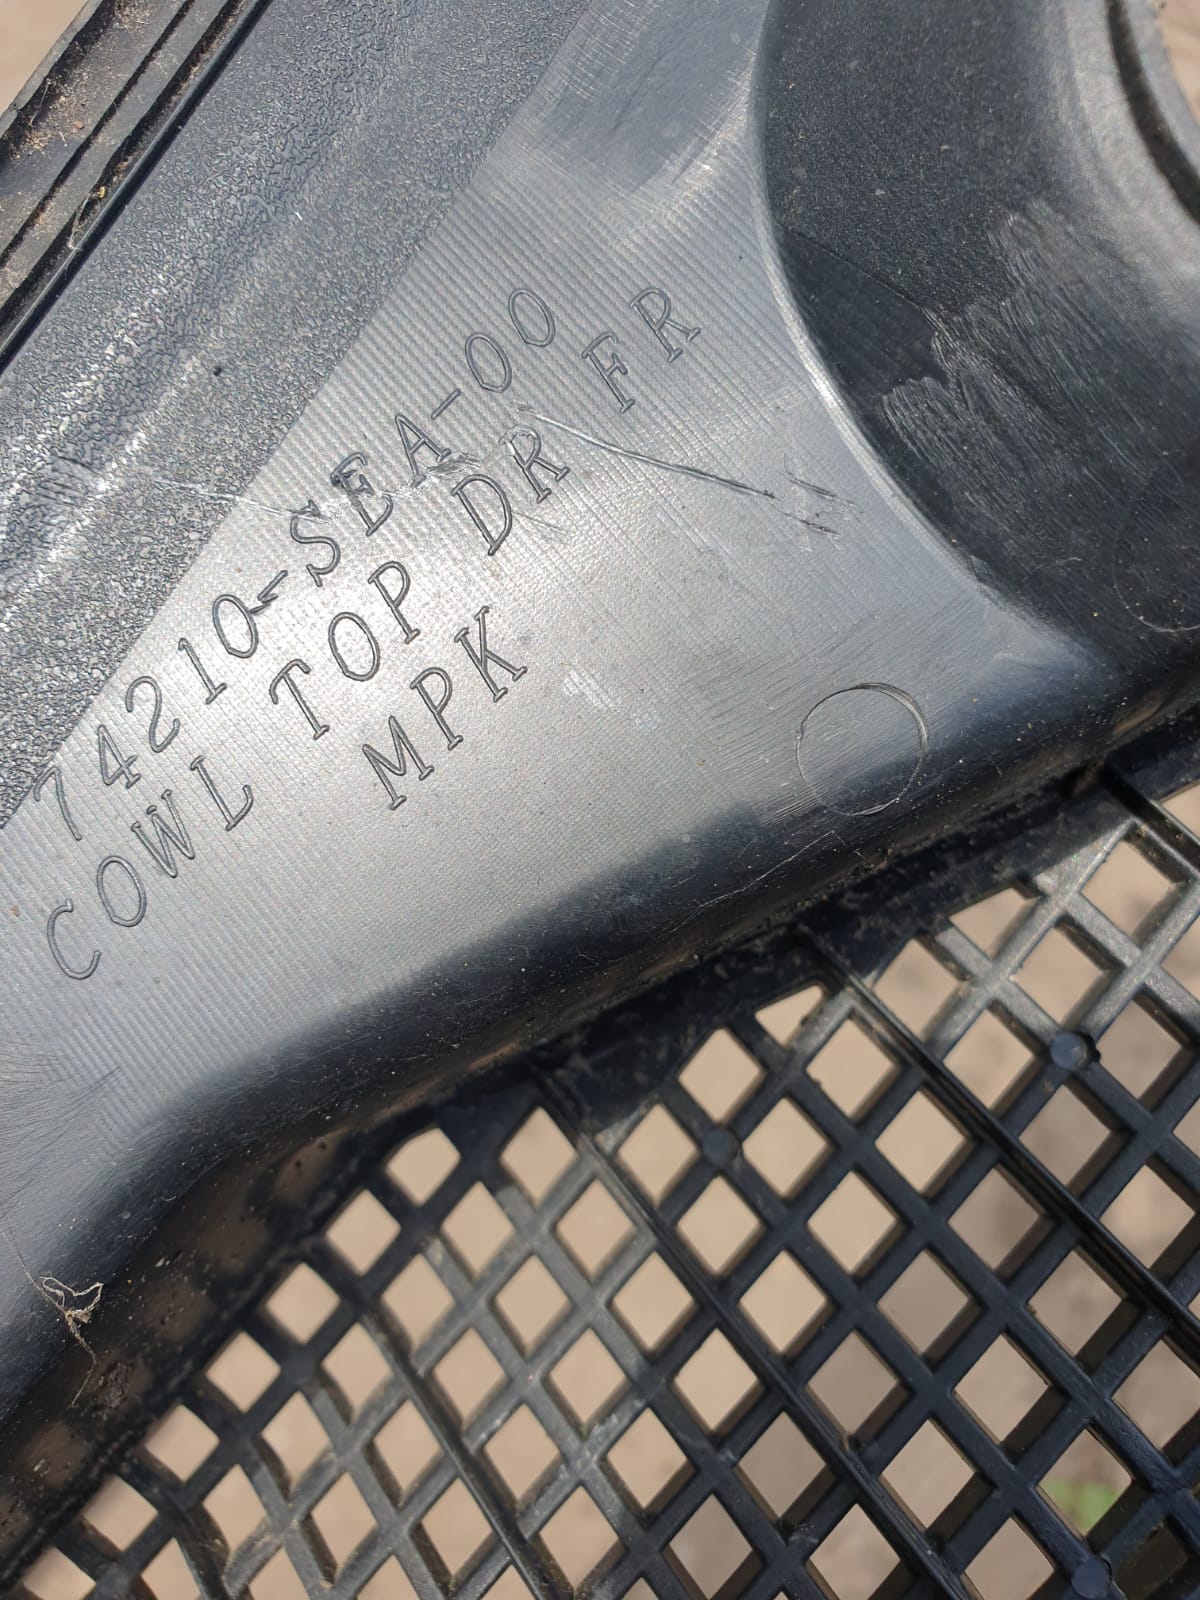 74210-SEA-00
COWL TOP DR FR
MPK